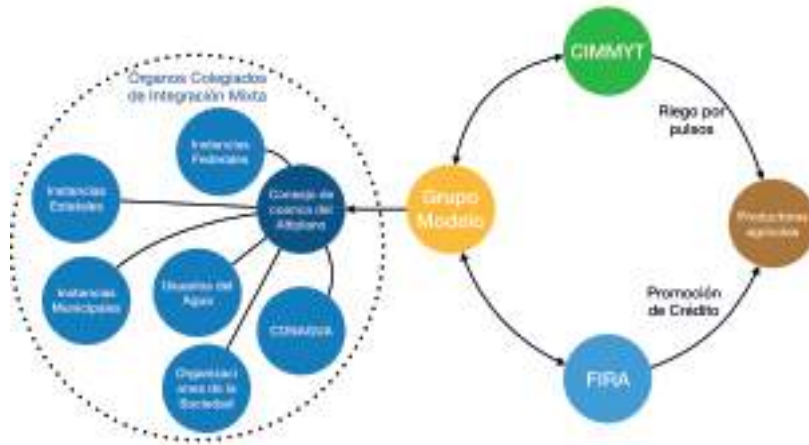 Órganos Colegiados
de Integración Mixta
Instancias
Federales
Instancias
Estatales
Consejo de
cuenca del
Altiplano
Instancias
Municipales
Usuarios del
Agua
CONAGUA
Organizaci
ones de la
Sociedad
Grupo
Modelo
CIMMYT
Riego por
pulsos
Productores
agrícolas
Promoción
de Crédito
FIRA